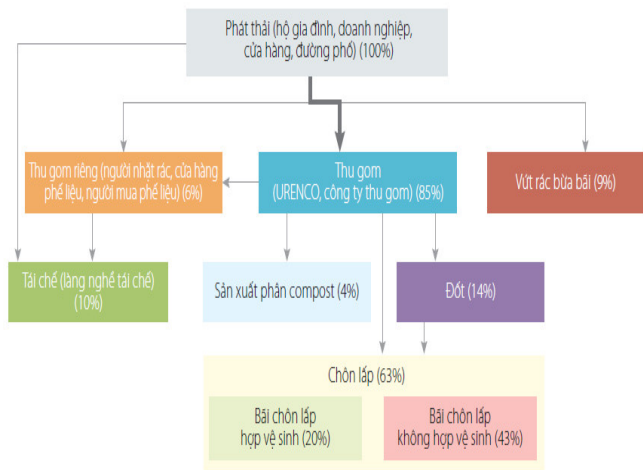 Phát thải (hộ gia đình, doanh nghiệp,
cửa hàng, đường phố) (100%)
Thu gom riêng (người nhặt rác, cửa hàng
phế liệu, người mua phế liệu) (6%)
Thu gom
(URENCO, công ty thu gom) (85%)
Vứt rác bừa bãi (9%)
Tái chế (làng nghề tái chế)
(10%)
Sản xuất phân compost (4%)
Đốt (14%)
Chôn lấp (63%)
Bãi chôn lấp
hợp vệ sinh (20%)
Bãi chôn lấp
không hợp vệ sinh (43%)